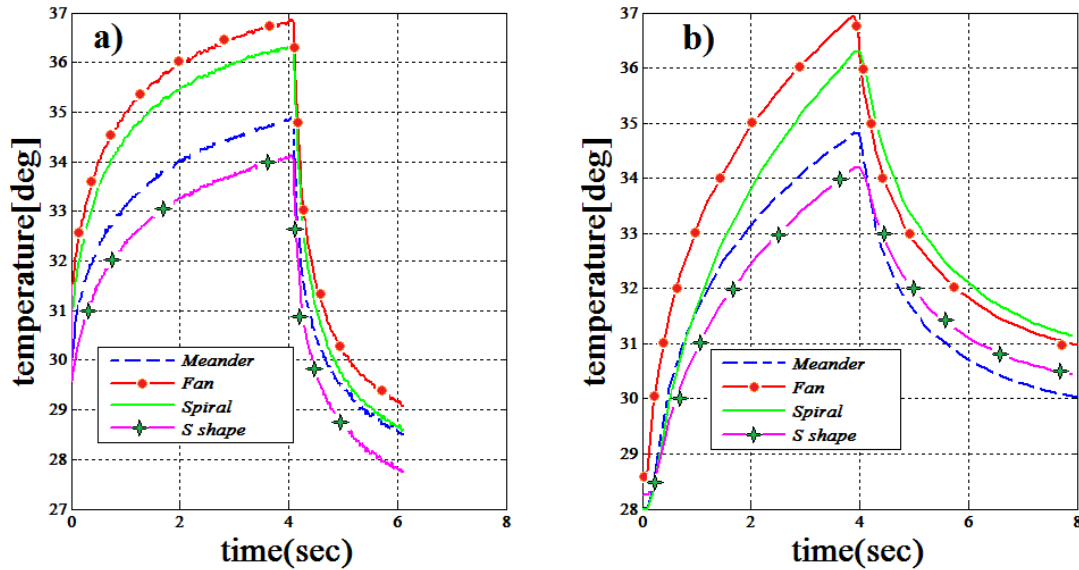 a)
temperature[deg]
37
36
35
34
33
32
31
30
29
28
27
Meander
Fan
Spiral
S shape
0
2
4
6
8
time(sec)
b)
temperature[deg]
37
36
35
34
33
32
31
30
29
28
Meander
Fan
Spiral
S shape
0
2
4
6
8
time(sec)